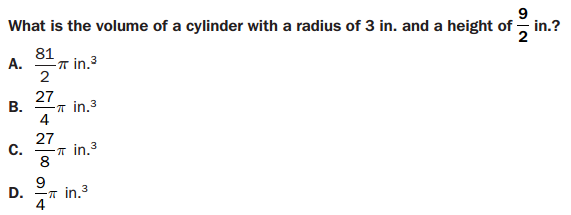 What is the volume of a cylinder with a radius of 3 in. and a height of 9/2 in.?
A. 81/2 π in.³
B. 27/4 π in.³
C. 27/8 π in.³
D. 9/4 π in.³